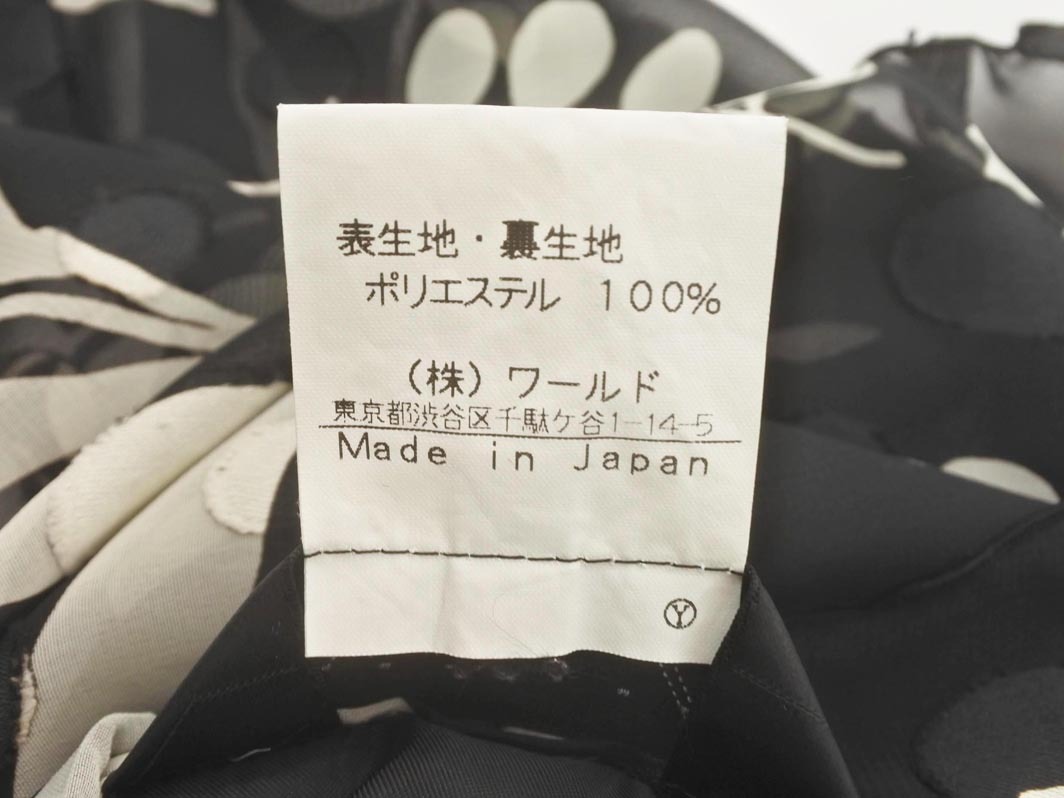 表生地・裏生地
ポリエステル 100%
(株) ワールド
東京都渋谷区千駄ケ谷1-14-5
Made in Japan
Ⓨ